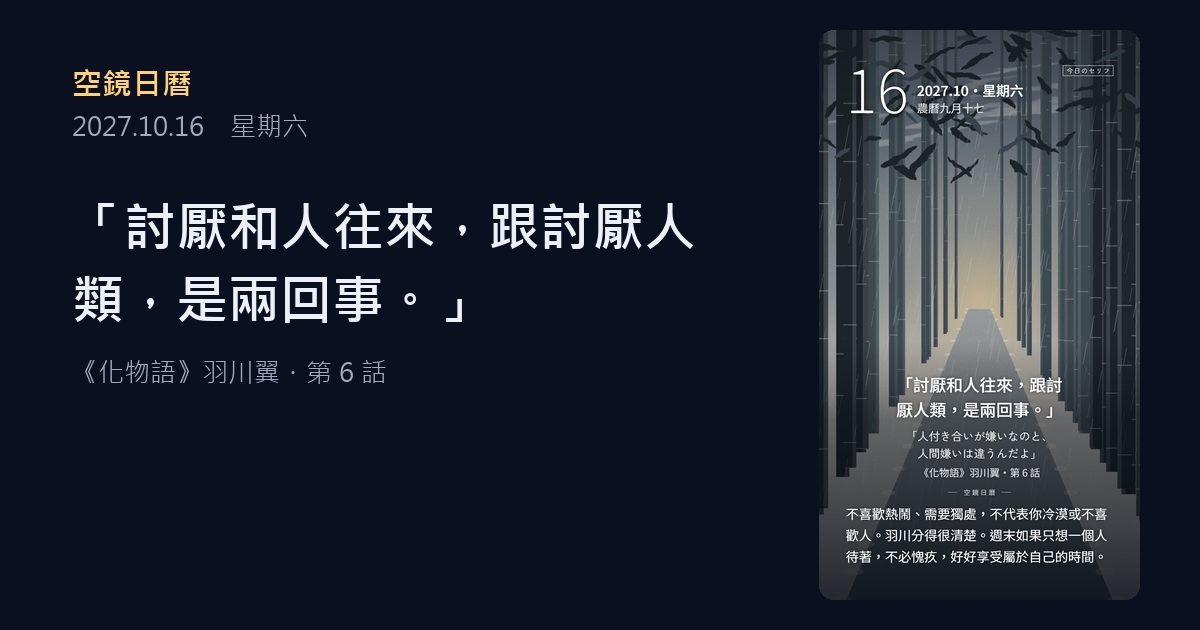 空鏡日曆
2027.10.16 星期六
「討厭和人往來，跟討厭人
類，是兩回事。」
《化物語》羽川翼・第 6 話
16
2027.10・星期六
農曆九月十七
今日のセリフ
「討厭和人往來，跟討
厭人類，是兩回事。」
「人付き合いが嫌いなのと、
人間嫌いは違うんだよ」
《化物語》羽川翼・第 6 話
— 空鏡日曆 —
不喜歡熱鬧、需要獨處，不代表你冷漠或不喜
歡人。羽川分得很清楚。週末如果只想一個人
待著，不必愧疚，好好享受屬於自己的時間。